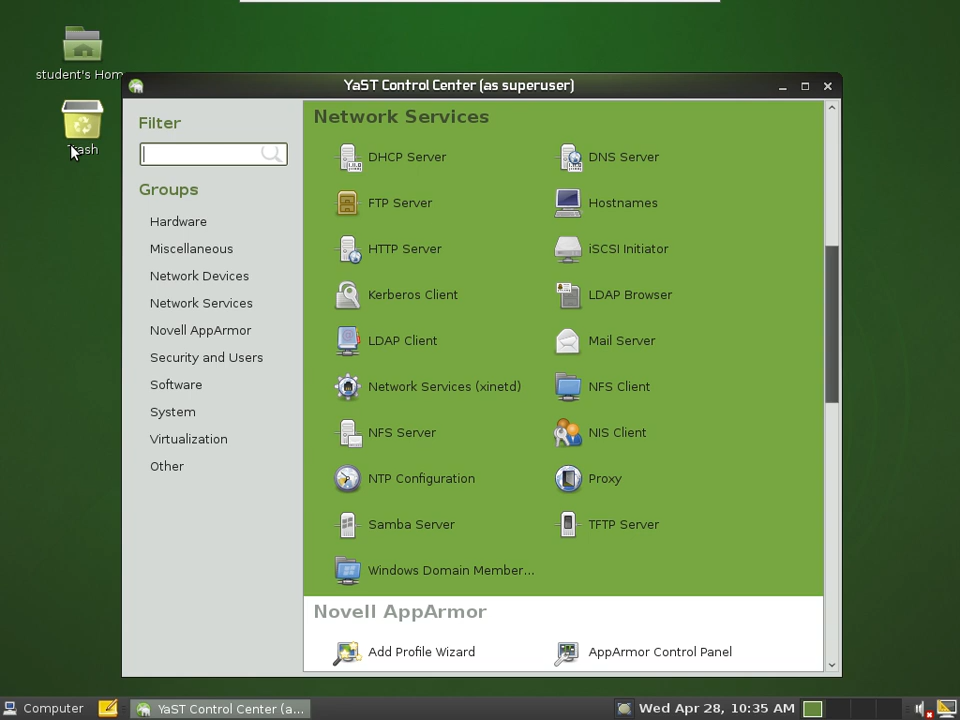 student's Hom
Trash
YaST Control Center (as superuser)
Filter
Groups
Hardware
Miscellaneous
Network Devices
Network Services
Novell AppArmor
Security and Users
Software
System
Virtualization
Other
Network Services
DHCP Server
DNS Server
FTP Server
Hostnames
HTTP Server
iSCSI Initiator
Kerberos Client
LDAP Browser
LDAP Client
Mail Server
Network Services (xinetd)
NFS Client
NFS Server
NIS Client
NTP Configuration
Proxy
Samba Server
TFTP Server
Windows Domain Member...
Novell AppArmor
Add Profile Wizard
AppArmor Control Panel
Computer
YaST Control Center (a...
Wed Apr 28, 10:35 AM